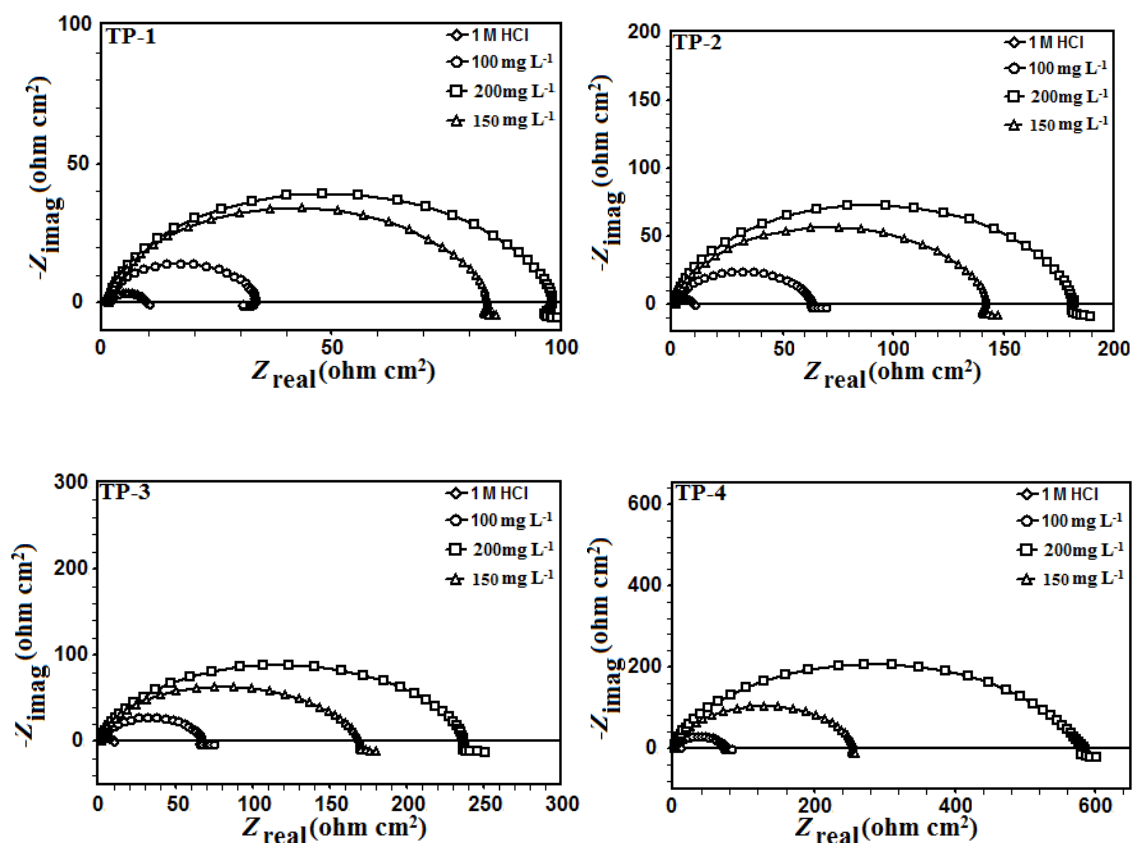 TP-1
1 M HCl
100 mg L-1
200mg L-1
150 mg L-1
100
50
0
-Zimag (ohm cm2)
0 50 100
Zreal (ohm cm2)
TP-2
1M HCl
100 mg L-1
200mg L-1
150 mg L-1
200
150
100
50
0
-Zimag (ohm cm2)
0 50 100 150 200
Zreal (ohm cm2)
TP-3
1 M HCl
100 mg L-1
200mg L-1
150 mg L-1
300
200
100
0
-Zimag (ohm cm2)
0 50 100 150 200 250 300
Zreal (ohm cm2)
TP-4
1M HCl
100 mg L-1
200mg L-1
150 mg L-1
600
400
200
0
-Zimag (ohm cm2)
0 200 400 600
Zreal (ohm cm2)